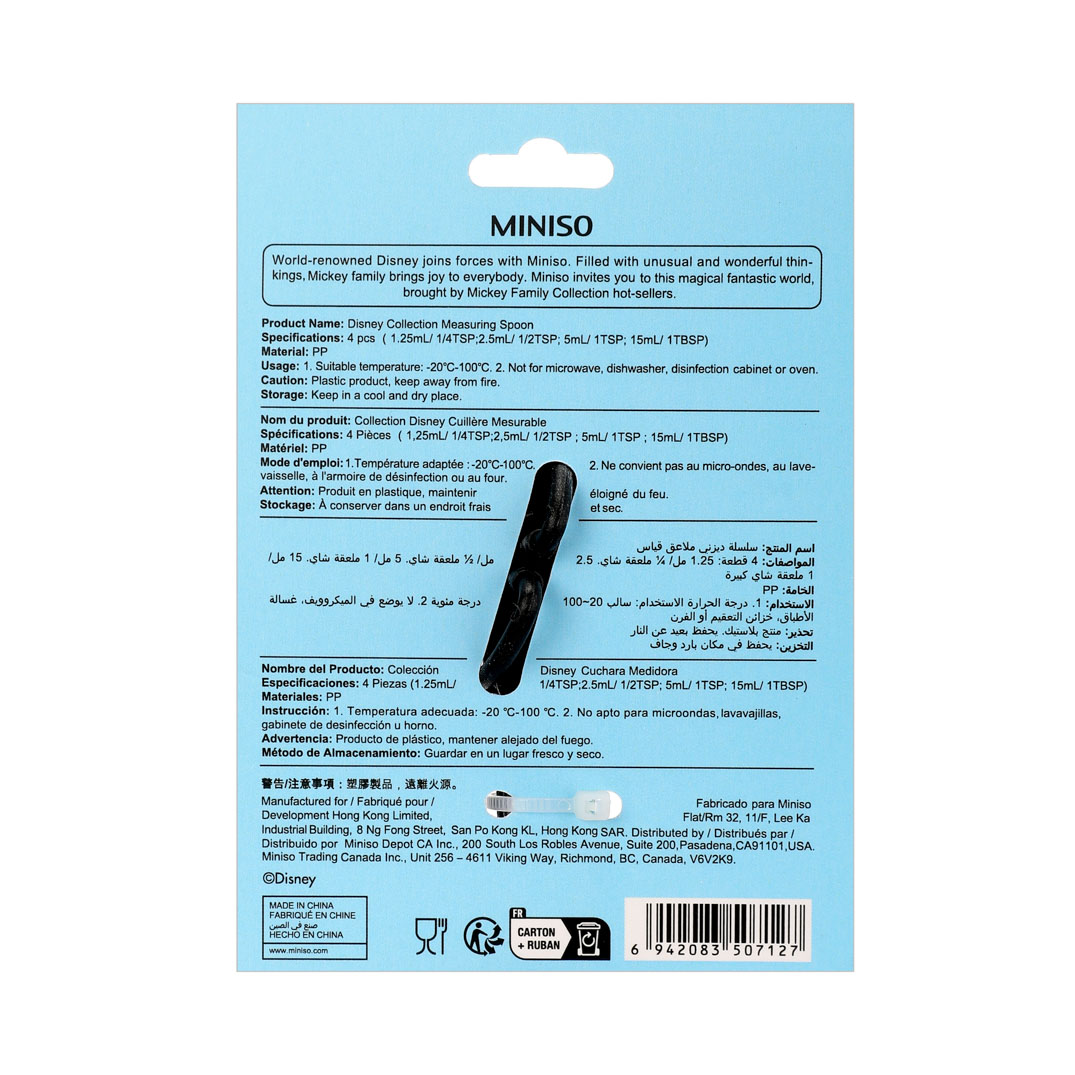 MINISO
World-renowned Disney joins forces with Miniso. Filled with unusual and wonderful thin-
kings, Mickey family brings joy to everybody. Miniso invites you to this magical fantastic world,
brought by Mickey Family Collection hot-sellers.
Product Name: Disney Collection Measuring Spoon
Specifications: 4 pcs ( 1.25mL/ 1/4TSP;2.5mL/ 1/2TSP; 5mL/ 1TSP; 15mL/ 1TBSP)
Material: PP
Usage: 1. Suitable temperature: -20℃-100℃. 2. Not for microwave, dishwasher, disinfection cabinet or oven.
Caution: Plastic product, keep away from fire.
Storage: Keep in a cool and dry place.
Nom du produit: Collection Disney Cuillère Mesurable
Spécifications: 4 Pièces ( 1,25mL/ 1/4TSP;2,5mL/ 1/2TSP ; 5mL/ 1TSP ; 15mL/ 1TBSP)
Matériel: PP
Mode d'emploi: 1.Température adaptée : -20℃-100℃. 2. Ne convient pas au micro-ondes, au lave-
vaisselle, à l'armoire de désinfection ou au four.
Attention: Produit en plastique, maintenir éloigné du feu.
Stockage: À conserver dans un endroit frais et sec.
اسم المنتج: سلسلة ديزني ملاعق قياس
المواصفات: 4 قطعة: 1.25 مل/ ¼ ملعقة شاي. 2.5 مل/ ½ ملعقة شاي. 5 مل/ 1 ملعقة شاي. 15 مل/
1 ملعقة شاي كبيرة
الخامة: PP
الاستخدام: 1. درجة الحرارة الاستخدام: سالب 20~100 درجة مئوية 2. لا يوضع في الميكروويف، غسالة
الأطباق، خزائن التعقيم أو الفرن
تحذير: منتج بلاستيك. يحفظ بعيد عن النار
التخزين: يحفظ في مكان بارد وجاف
Nombre del Producto: Colección Disney Cuchara Medidora
Especificaciones: 4 Piezas (1.25mL/ 1/4TSP;2.5mL/ 1/2TSP; 5mL/ 1TSP; 15mL/ 1TBSP)
Materiales: PP
Instrucción: 1. Temperatura adecuada: -20 ℃-100 ℃. 2. No apto para microondas, lavavajillas,
gabinete de desinfección u horno.
Advertencia: Producto de plástico, mantener alejado del fuego.
Método de Almacenamiento: Guardar en un lugar fresco y seco.
警告/注意事項：塑膠製品，遠離火源。
Manufactured for / Fabriqué pour / Fabricado para Miniso
Development Hong Kong Limited, Flat/Rm 32, 11/F, Lee Ka
Industrial Building, 8 Ng Fong Street, San Po Kong KL, Hong Kong SAR. Distributed by / Distribués par /
Distribuido por Miniso Depot CA Inc., 200 South Los Robles Avenue, Suite 200,Pasadena,CA91101,USA.
Miniso Trading Canada Inc., Unit 256 – 4611 Viking Way, Richmond, BC, Canada, V6V2K9.
©Disney
MADE IN CHINA
FABRIQUÉ EN CHINE
صنع في الصين
HECHO EN CHINA
www.miniso.com
FR
CARTON
+ RUBAN
6 942083 507127